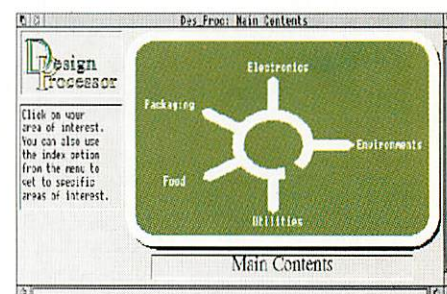 Des_Proc: Main Contents
Design
Processor
Click on your
area of interest.
You can also use
the index option
from the menu to
get to specific
areas of interest.
Electronics
Packaging
Environments
Food
Utilities
Main Contents